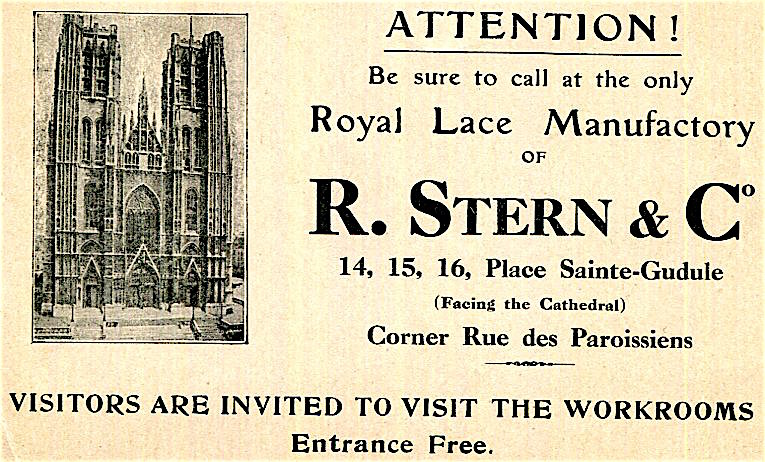 ATTENTION!
Be sure to call at the only
Royal Lace Manufactory
OF
R. STERN & Cº
14, 15, 16, Place Sainte-Gudule
(Facing the Cathedral)
Corner Rue des Paroissiens
VISITORS ARE INVITED TO VISIT THE WORKROOMS
Entrance Free.